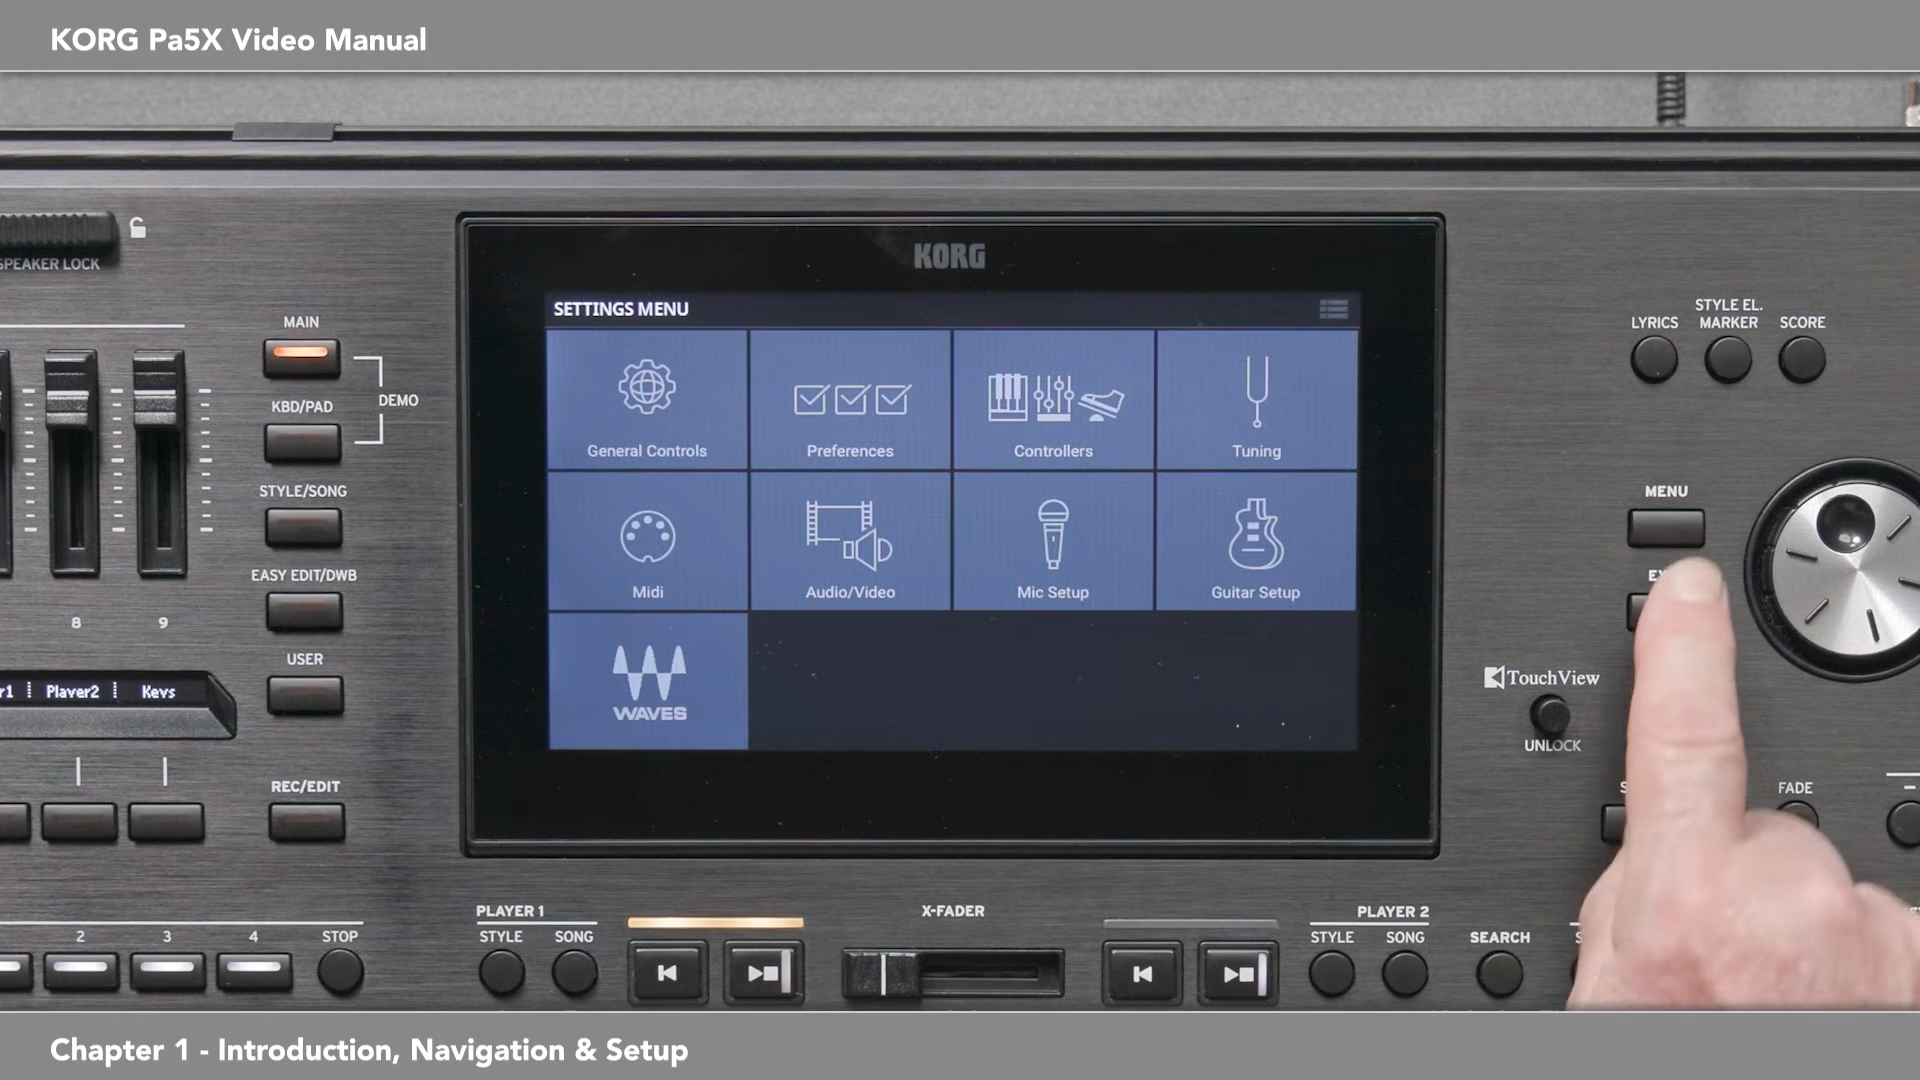 KORG Pa5X Video Manual
KORG
SPEAKER LOCK
MAIN
KBD/PAD
DEMO
STYLE/SONG
EASY EDIT/DWB
USER
REC/EDIT
8 9
Player2 Keys
SETTINGS MENU
General Controls
Preferences
Controllers
Tuning
Midi
Audio/Video
Mic Setup
Guitar Setup
WAVES
LYRICS
STYLE EL.
MARKER
SCORE
MENU
TouchView
UNLOCK
FADE
2 3 4 STOP
PLAYER 1
STYLE SONG
X-FADER
PLAYER 2
STYLE SONG
SEARCH
Chapter 1 - Introduction, Navigation & Setup